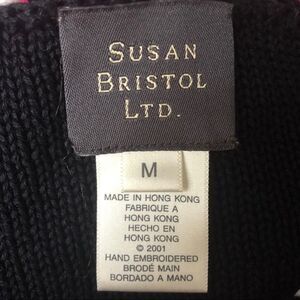 SUSAN
BRISTOL
LTD.
M
MADE IN HONG KONG
FABRIQUE A
HONG KONG
HECHO EN
HONG KONG
© 2001
HAND EMBROIDERED
BRODÉ MAIN
BORDADO A MANO